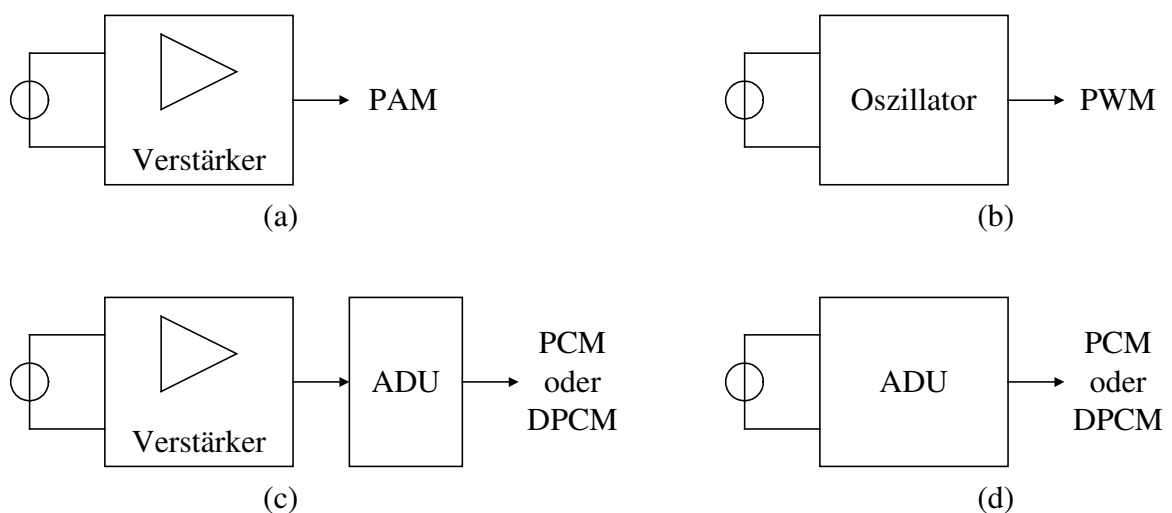 PAM
Verstärker
(a)
Oszillator
PWM
(b)
Verstärker
ADU
PCM
oder
DPCM
(c)
ADU
PCM
oder
DPCM
(d)